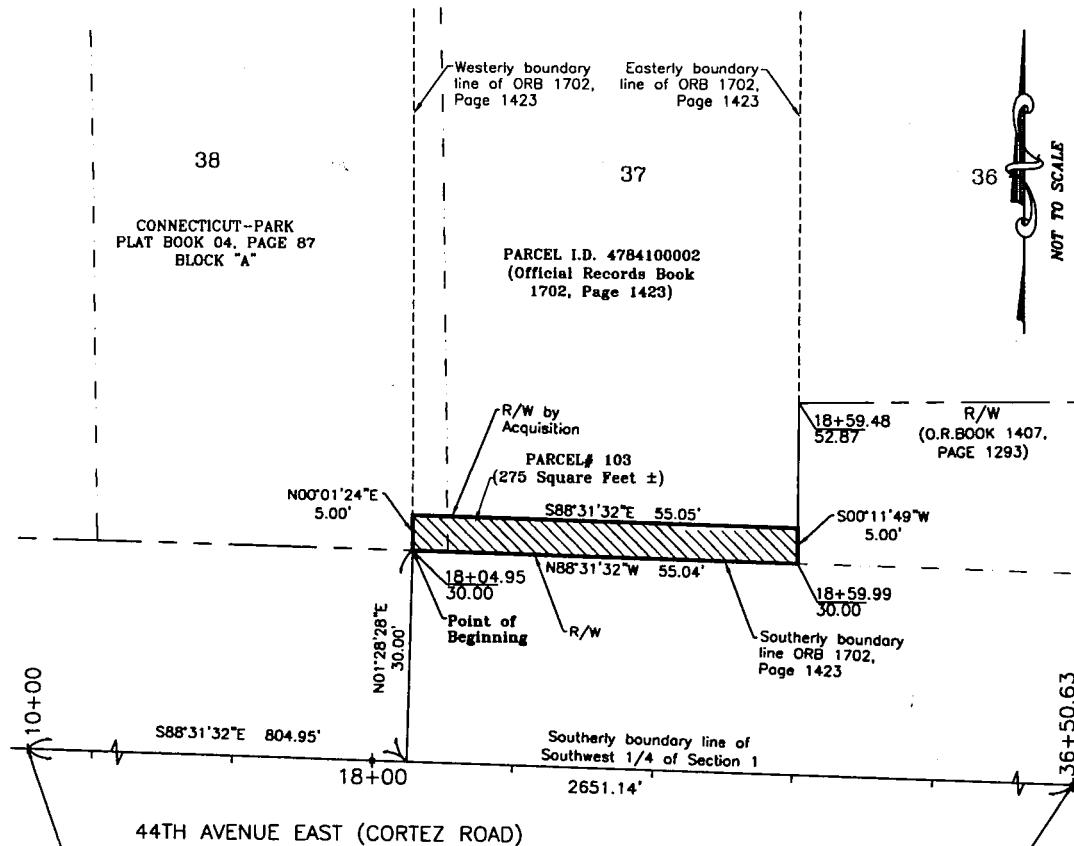 Westerly boundary
line of ORB 1702,
Page 1423
Easterly boundary
line of ORB 1702,
Page 1423
38
37
36
NOT TO SCALE
CONNECTICUT-PARK
PLAT BOOK 04, PAGE 87
BLOCK "A"
PARCEL I.D. 4784100002
(Official Records Book
1702, Page 1423)
R/W by
Acquisition
18+59.48
52.87
R/W
(O.R.BOOK 1407,
PAGE 1293)
PARCEL# 103
(275 Square Feet ±)
N00°01'24"E
5.00'
S88°31'32"E 55.05'
S00°11'49"W
5.00'
N88°31'32"W 55.04'
18+04.95
30.00
18+59.99
30.00
Point of
Beginning
R/W
Southerly boundary
line ORB 1702,
Page 1423
N01°28'28"E
30.00'
10+00
S88°31'32"E 804.95'
18+00
Southerly boundary line of
Southwest 1/4 of Section 1
2651.14'
36+50.63
44TH AVENUE EAST (CORTEZ ROAD)